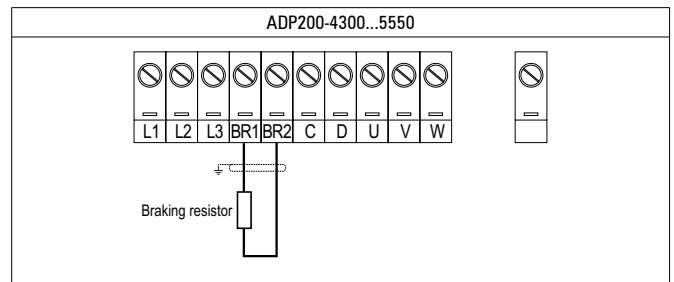 ADP200-4300...5550
L1 L2 L3 BR1 BR2 C D U V W
Braking resistor